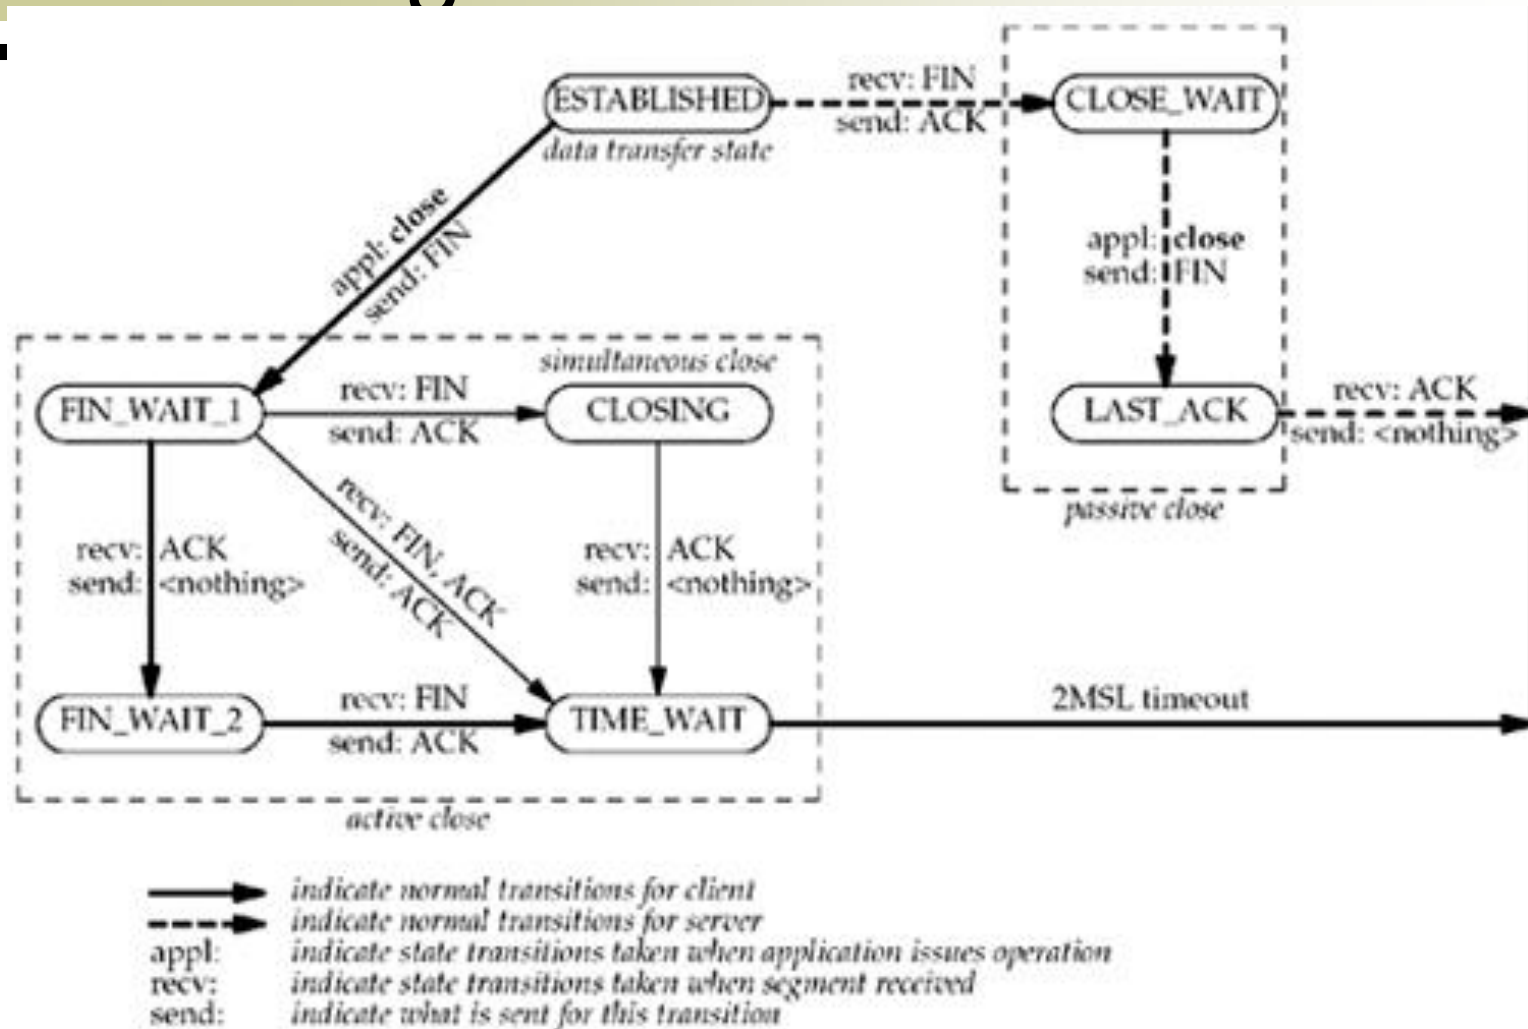 ESTABLISHED
data transfer state
recv: FIN
send: ACK
CLOSE_WAIT
appl: close
send: FIN
appl: close
send: FIN
simultaneous close
FIN_WAIT_1
recv: FIN
send: ACK
CLOSING
LAST_ACK
recv: ACK
send: <nothing>
passive close
recv: ACK
send: <nothing>
recv: FIN, ACK
send: ACK
recv: ACK
send: <nothing>
FIN_WAIT_2
recv: FIN
send: ACK
TIME_WAIT
2MSL timeout
active close
indicate normal transitions for client
indicate normal transitions for server
appl: indicate state transitions taken when application issues operation
recv: indicate state transitions taken when segment received
send: indicate what is sent for this transition